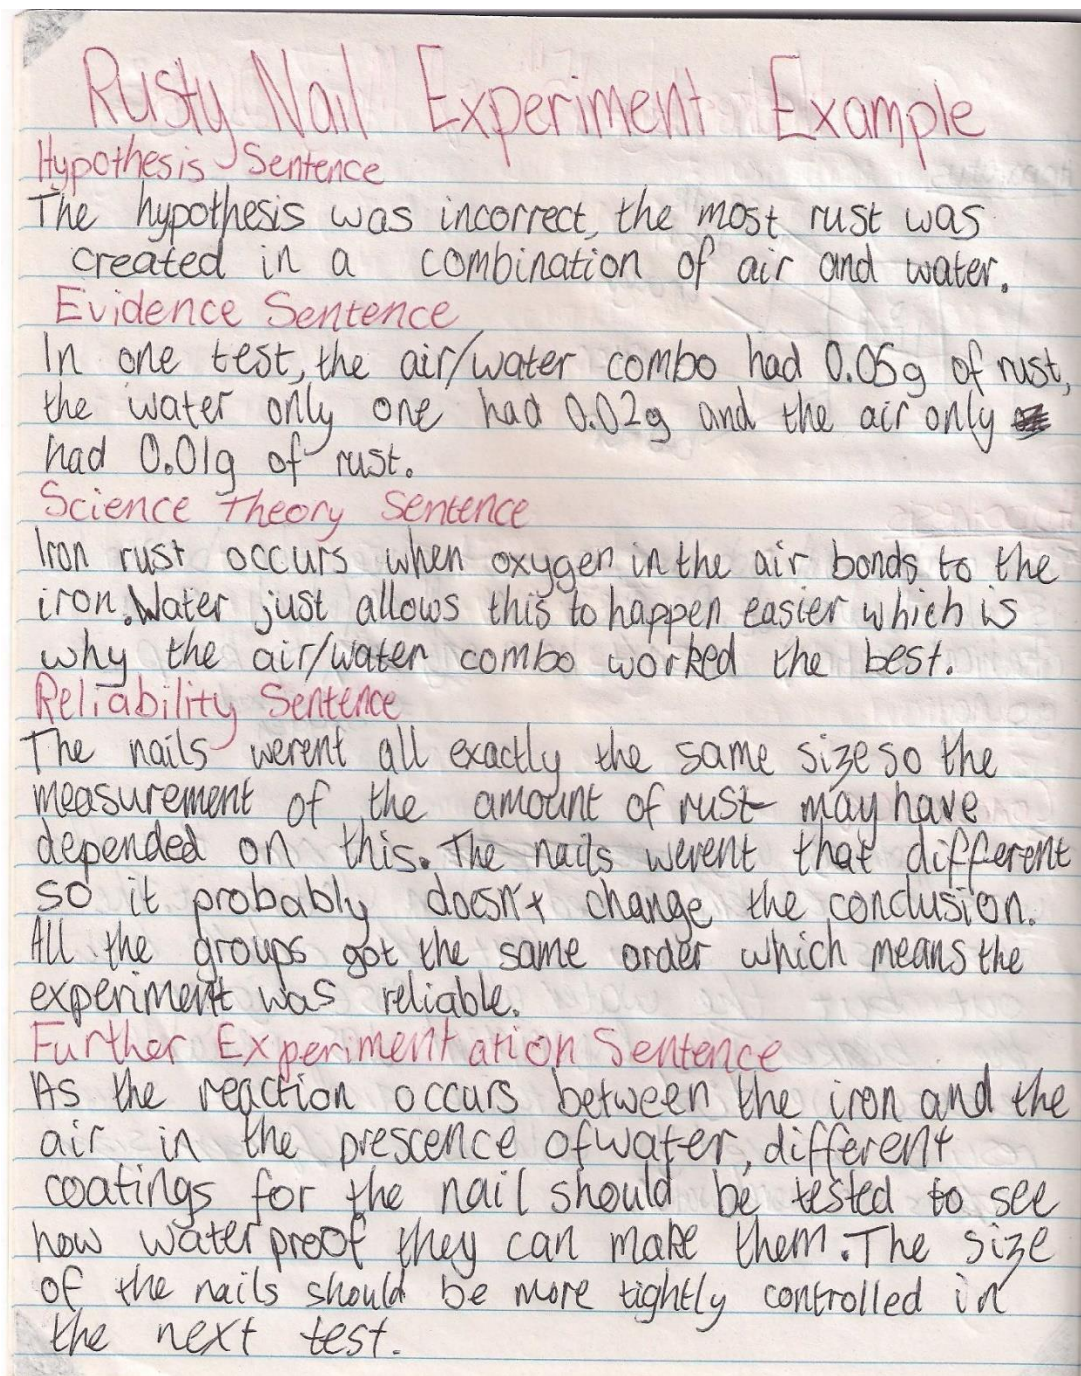 Rusty Nail Experiment Example
Hypothesis Sentence
The hypothesis was incorrect, the most rust was
created in a combination of air and water.
Evidence Sentence
In one test, the air/water combo had 0.05g of rust,
the water only one had 0.02g and the air only
had 0.01g of rust.
Science Theory Sentence
Iron rust occurs when oxygen in the air bonds to the
iron. Water just allows this to happen easier which is
why the air/water combo worked the best.
Reliability Sentence
The nails werent all exactly the same size so the
measurement of the amount of rust may have
depended on this. The nails werent that different
so it probably doesn't change the conclusion.
All the groups got the same order which means the
experiment was reliable.
Further Experimentation Sentence
As the reaction occurs between the iron and the
air in the prescence of water, different
coatings for the nail should be tested to see
how waterproof they can make them. The size
of the nails should be more tightly controlled in
the next test.